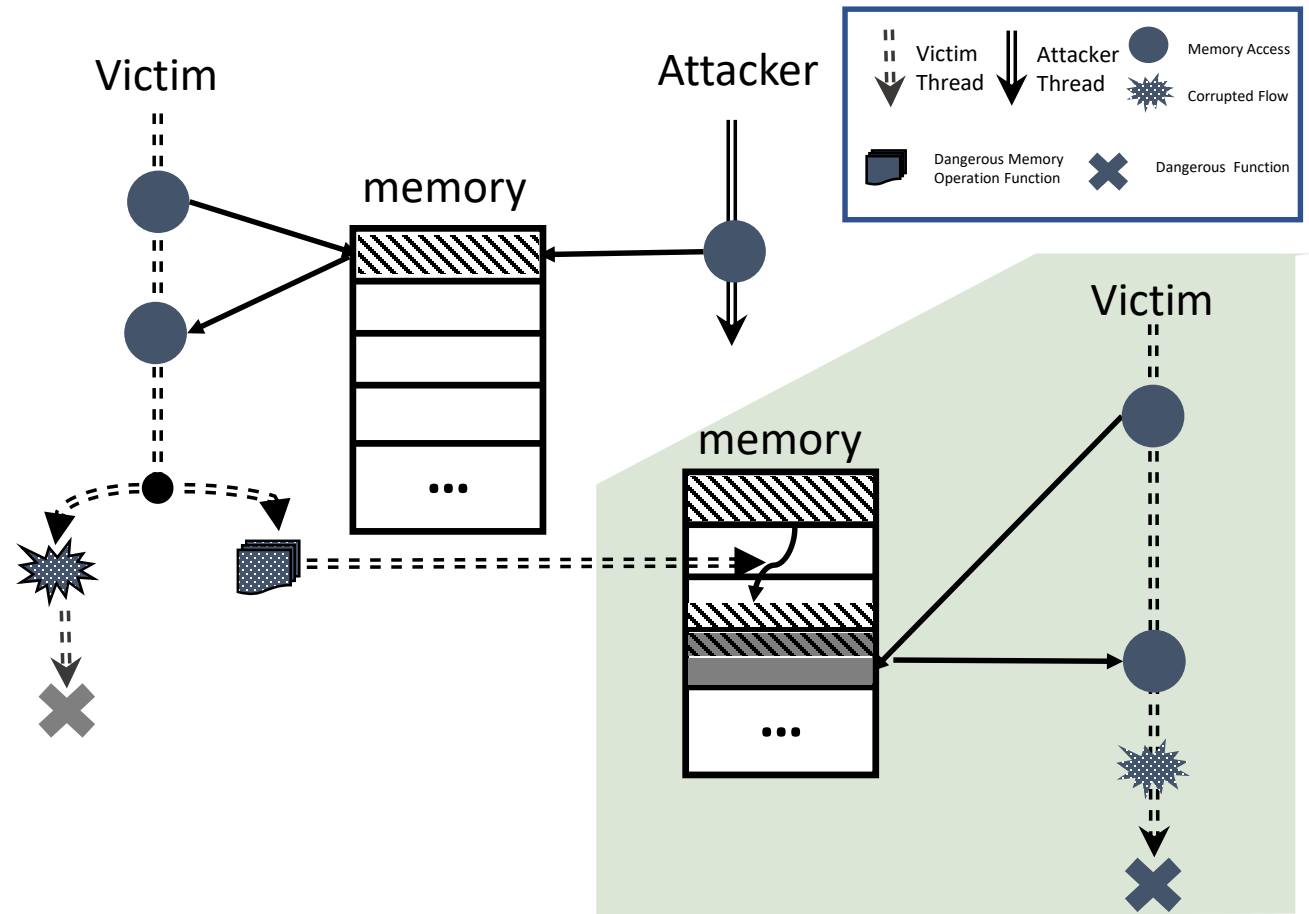 Victim
Attacker
memory
...
Victim
Thread
Attacker
Thread
Memory Access
Corrupted Flow
Dangerous Memory
Operation Function
Dangerous Function
Victim
memory
...